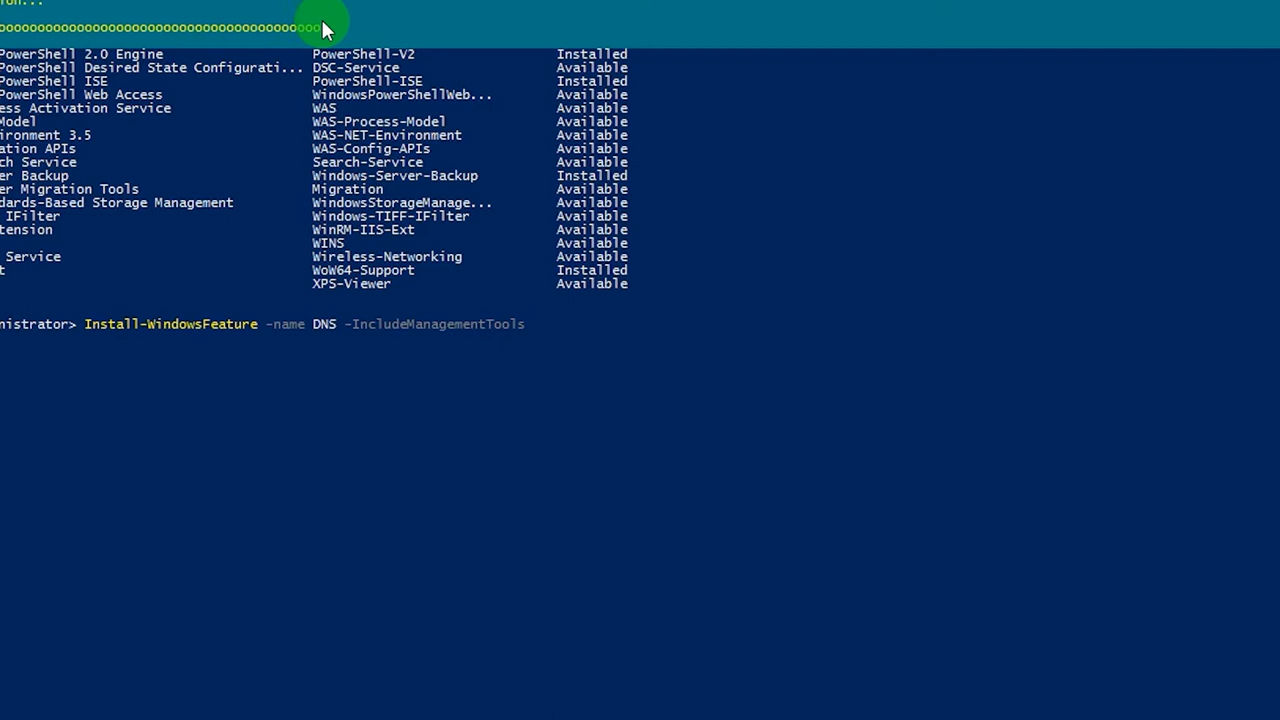 ooooooooooooooooooooooooooooooooooooooooo
PowerShell 2.0 Engine PowerShell-V2 Installed
PowerShell Desired State Configurati... DSC-Service Available
PowerShell ISE PowerShell-ISE Installed
PowerShell Web Access WindowsPowerShellWeb... Available
ess Activation Service WAS Available
Model WAS-Process-Model Available
ironment 3.5 WAS-NET-Environment Available
ation APIs WAS-Config-APIs Available
ch Service Search-Service Available
er Backup Windows-Server-Backup Installed
er Migration Tools Migration Available
dards-Based Storage Management WindowsStorageManage... Available
IFilter Windows-TIFF-IFilter Available
tension WinRM-IIS-Ext Available
WINS Available
Service Wireless-Networking Available
t WoW64-Support Installed
XPS-Viewer Available
nistrator> Install-WindowsFeature -name DNS -IncludeManagementTools